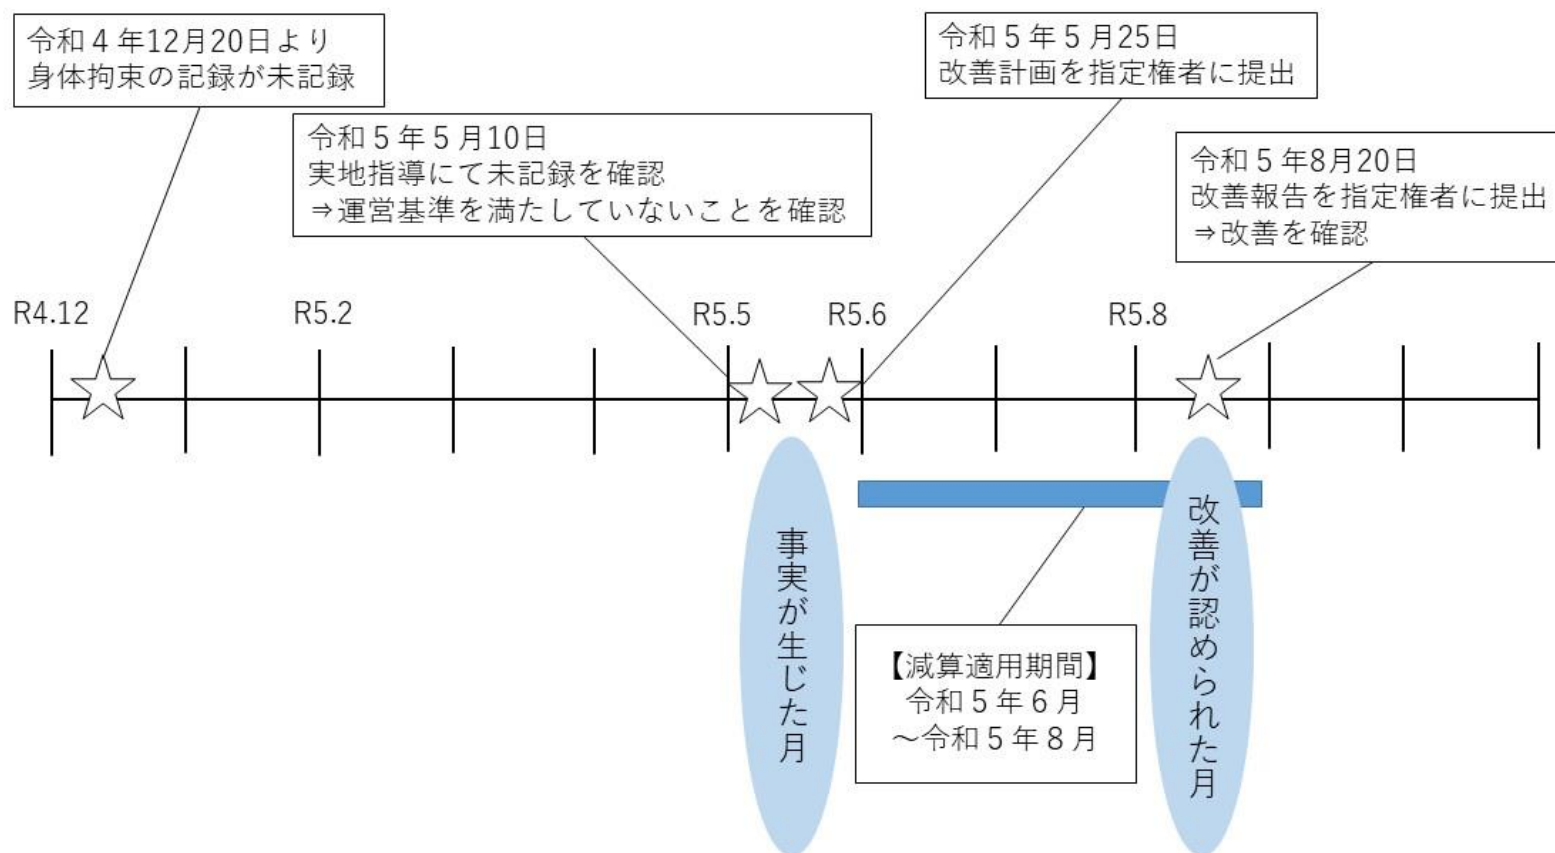 令和４年12月20日より
身体拘束の記録が未記録
令和５年５月10日
実地指導にて未記録を確認
⇒運営基準を満たしていないことを確認
令和５年５月25日
改善計画を指定権者に提出
令和５年8月20日
改善報告を指定権者に提出
⇒改善を確認
R4.12
R5.2
R5.5
R5.6
R5.8
事実が生じた月
【減算適用期間】
令和５年６月
～令和５年８月
改善が認められた月